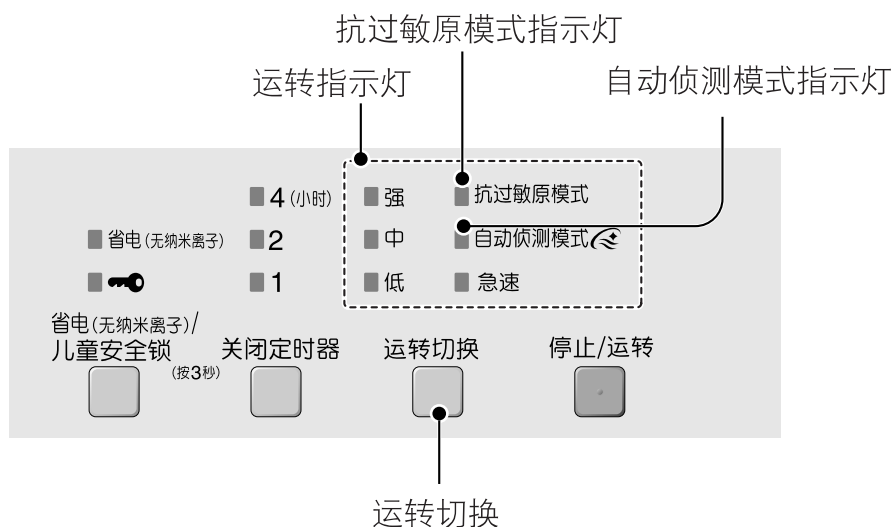 抗过敏原模式指示灯
运转指示灯
自动侦测模式指示灯
4 (小时)
强
抗过敏原模式
省电 (无纳米离子)
2
中
自动侦测模式
1
低
急速
省电(无纳米离子)/
儿童安全锁
(按3秒)
关闭定时器
运转切换
停止/运转
运转切换